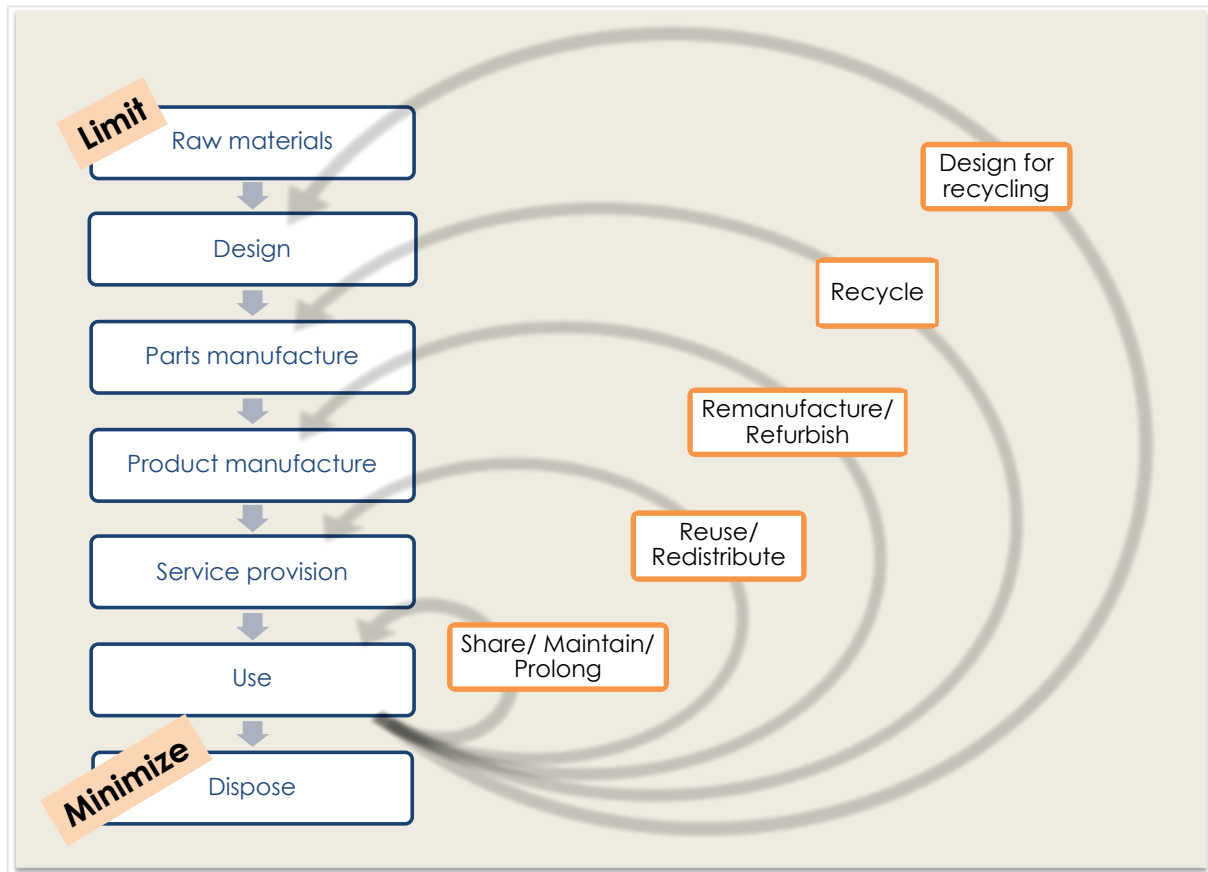 Limit
Raw materials
Design
Parts manufacture
Product manufacture
Service provision
Use
Minimize
Dispose
Design for
recycling
Recycle
Remanufacture/
Refurbish
Reuse/
Redistribute
Share/ Maintain/
Prolong